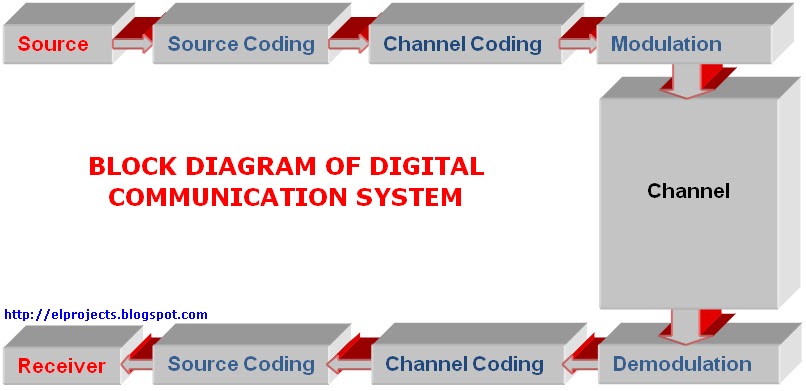 Source
Source Coding
Channel Coding
Modulation
BLOCK DIAGRAM OF DIGITAL
COMMUNICATION SYSTEM
Channel
http://elprojects.blogspot.com
Receiver
Source Coding
Channel Coding
Demodulation